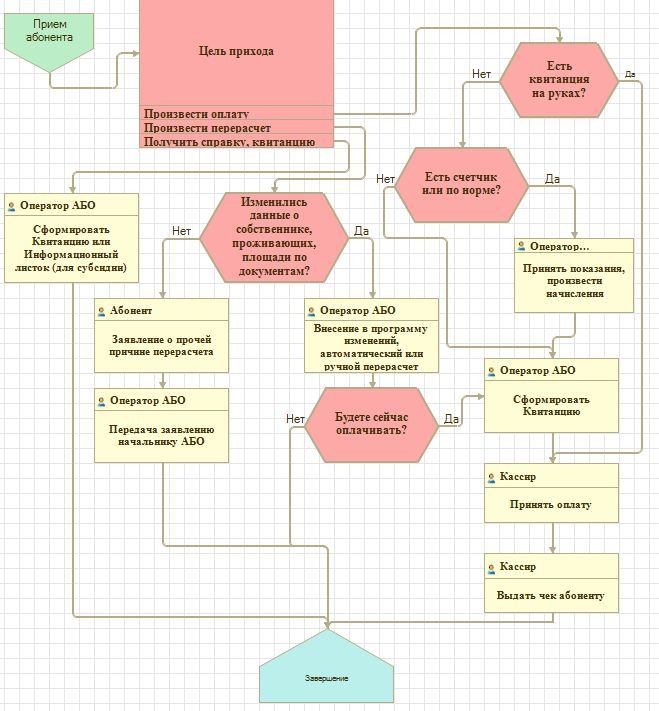 Прием
абонента
Цель прихода
Произвести оплату
Произвести перерасчет
Получить справку, квитанцию
Есть
квитанция
на руках?
Нет
Да
Есть счетчик
или по норме?
Нет
Да
Оператор АБО
Сформировать
Квитанцию или
Информационный
листок (для субсидии)
Изменились
данные о
собственнике,
проживающих,
площади по
документам?
Нет
Да
Оператор...
Принять показания,
произвести
начисления
Абонент
Заявление о прочей
причине перерасчета
Оператор АБО
Внесение в программу
изменений,
автоматический или
ручной перерасчет
Оператор АБО
Сформировать
Квитанцию
Оператор АБО
Передача заявлению
начальнику АБО
Будете сейчас
оплачивать?
Нет
Да
Кассир
Принять оплату
Кассир
Выдать чек абоненту
Завершение